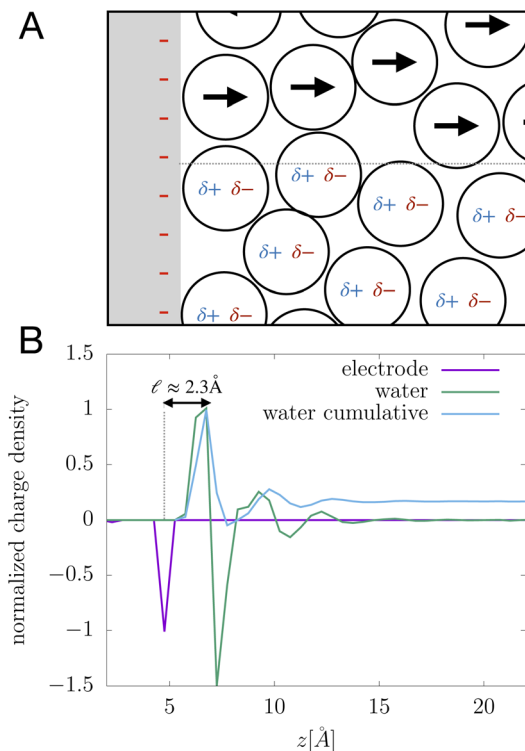 A
δ+ δ−
δ+ δ−
δ+ δ−
δ+ δ−
δ+ δ−
δ+ δ−
δ+ δ−
δ+ δ−
B
1.5
1
0.5
0
−0.5
−1
−1.5
normalized charge density
ℓ ≈ 2.3Å
electrode
water
water cumulative
5
10
15
20
z[Å]